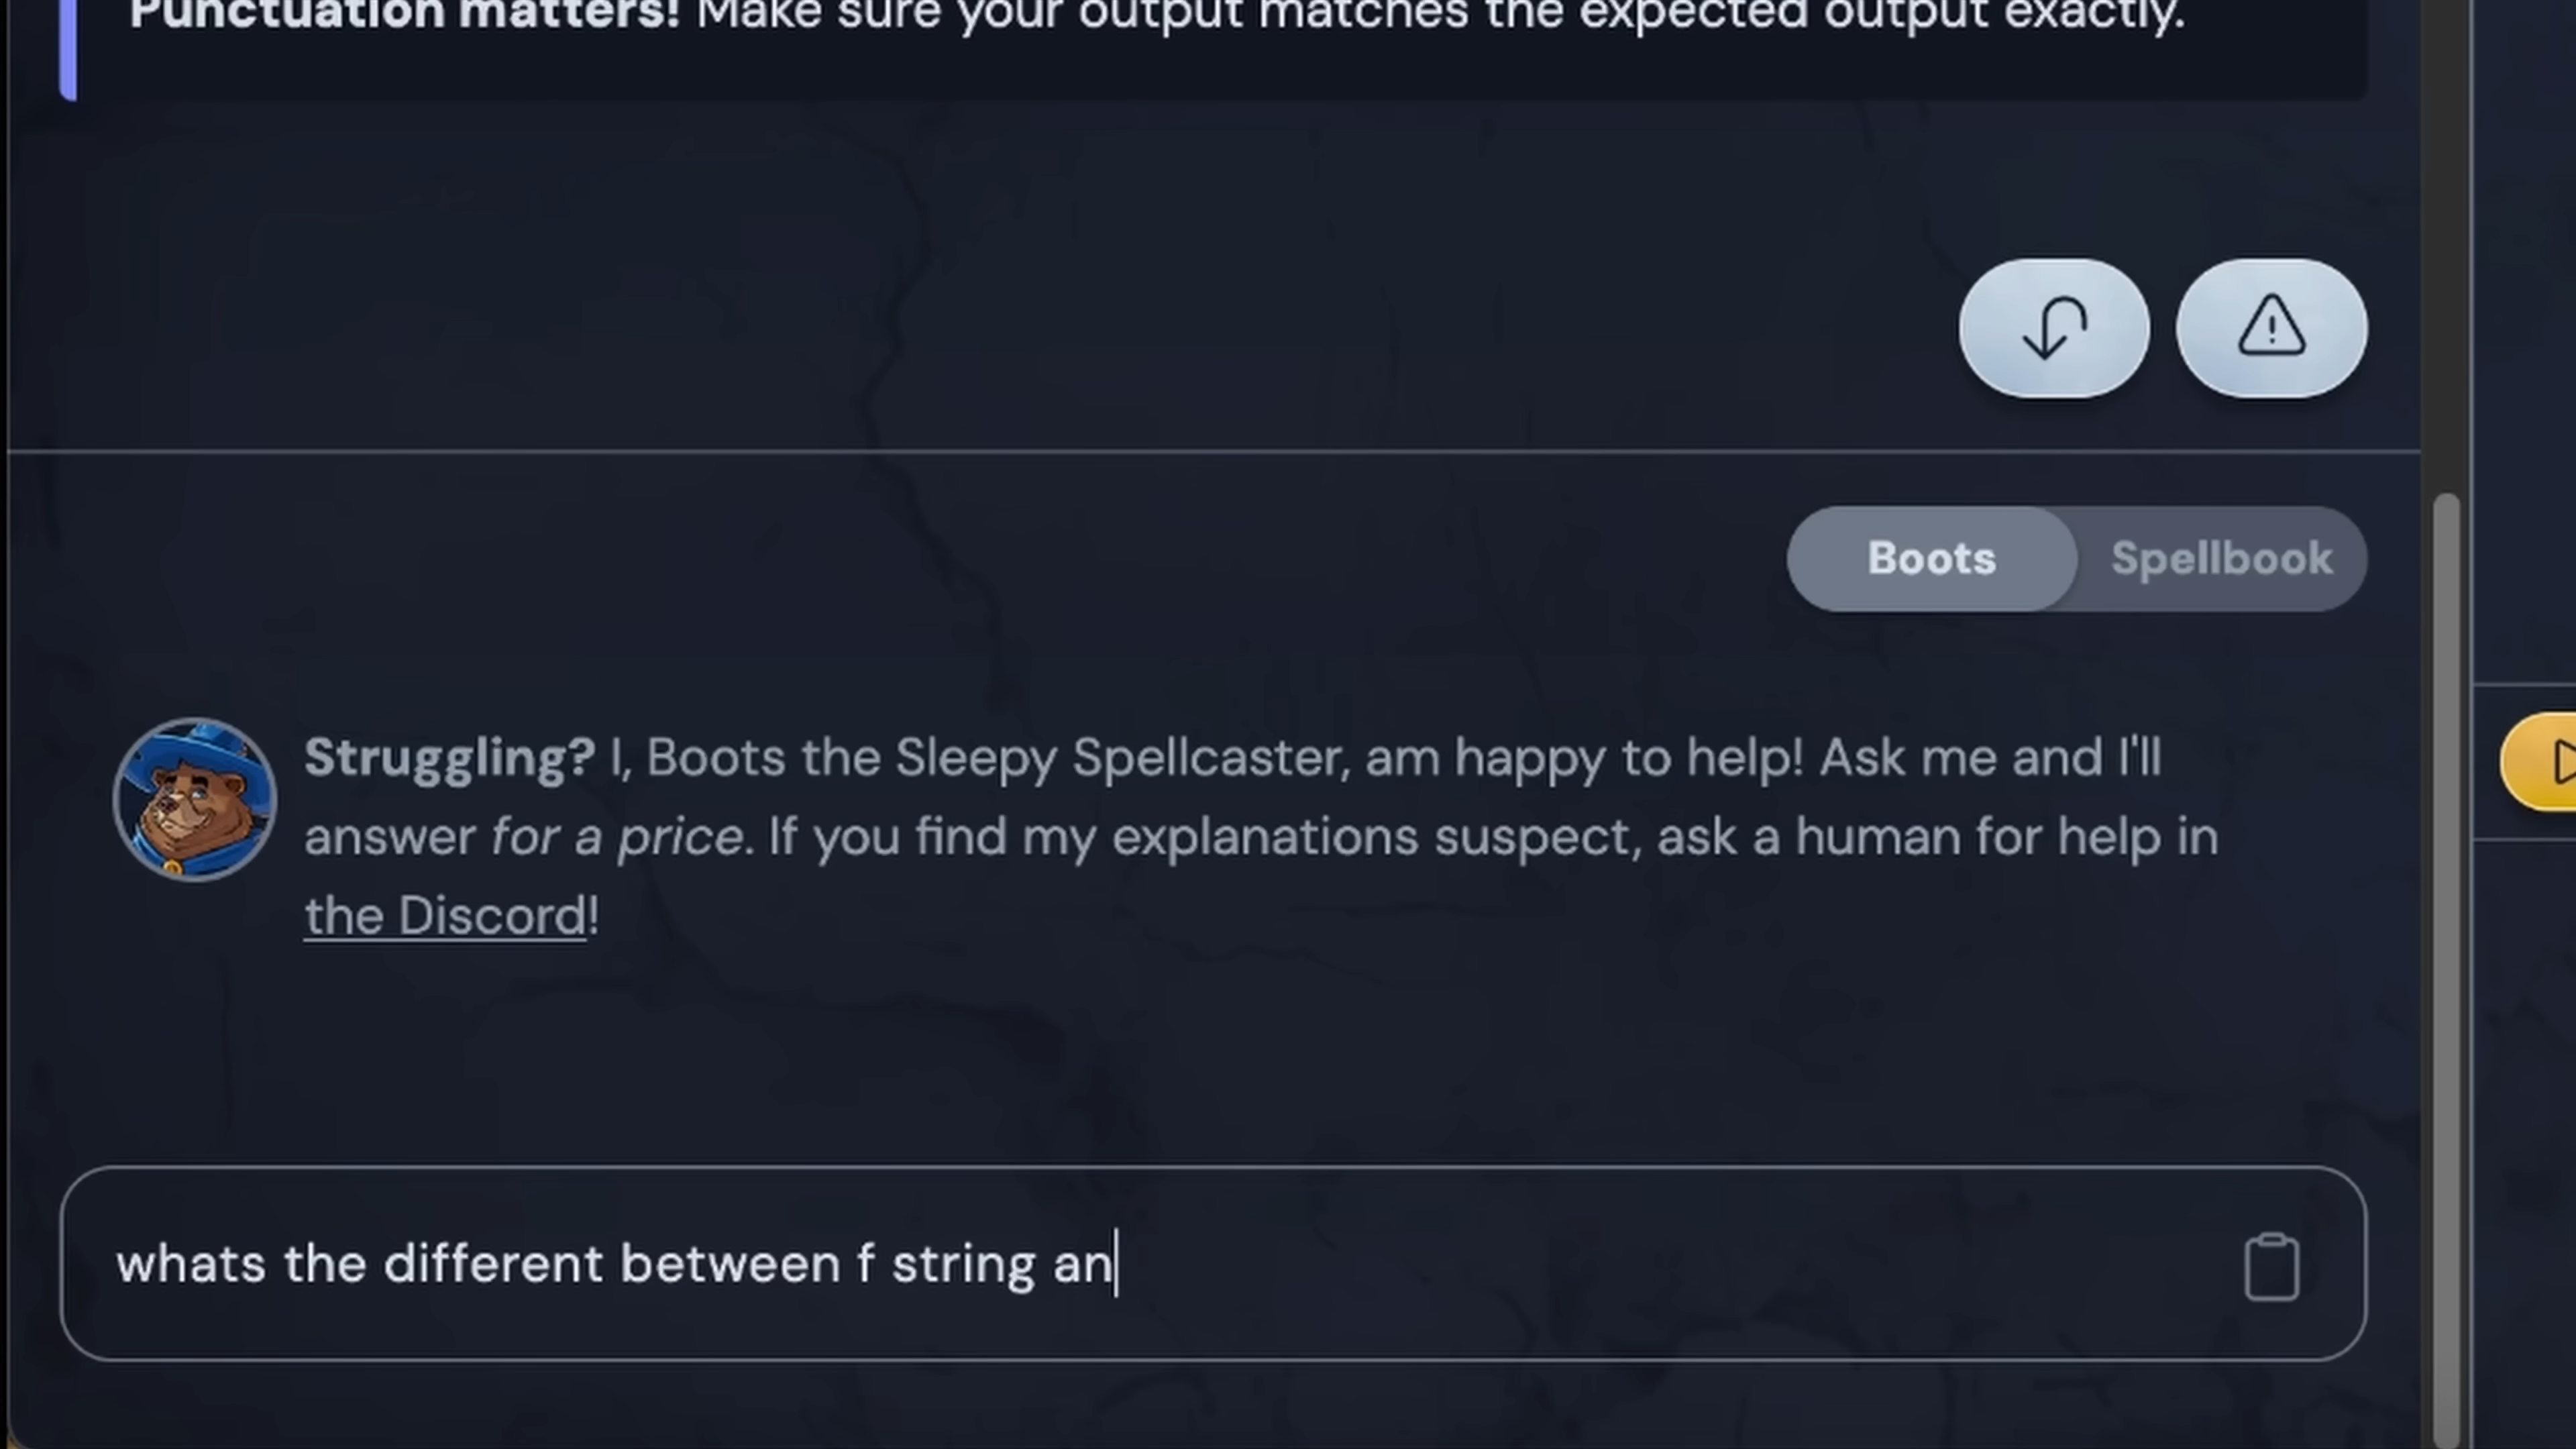 Punctuation matters! Make sure your output matches the expected output exactly.
Boots
Spellbook
Struggling? I, Boots the Sleepy Spellcaster, am happy to help! Ask me and I'll
answer for a price. If you find my explanations suspect, ask a human for help in
the Discord!
whats the different between f string an